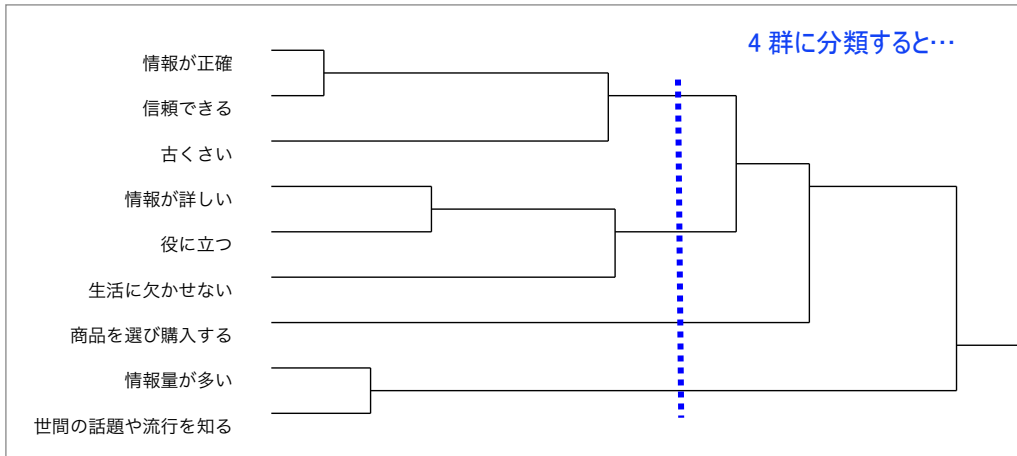 4 群に分類すると…
情報が正確
信頼できる
古くさい
情報が詳しい
役に立つ
生活に欠かせない
商品を選び購入する
情報量が多い
世間の話題や流行を知る